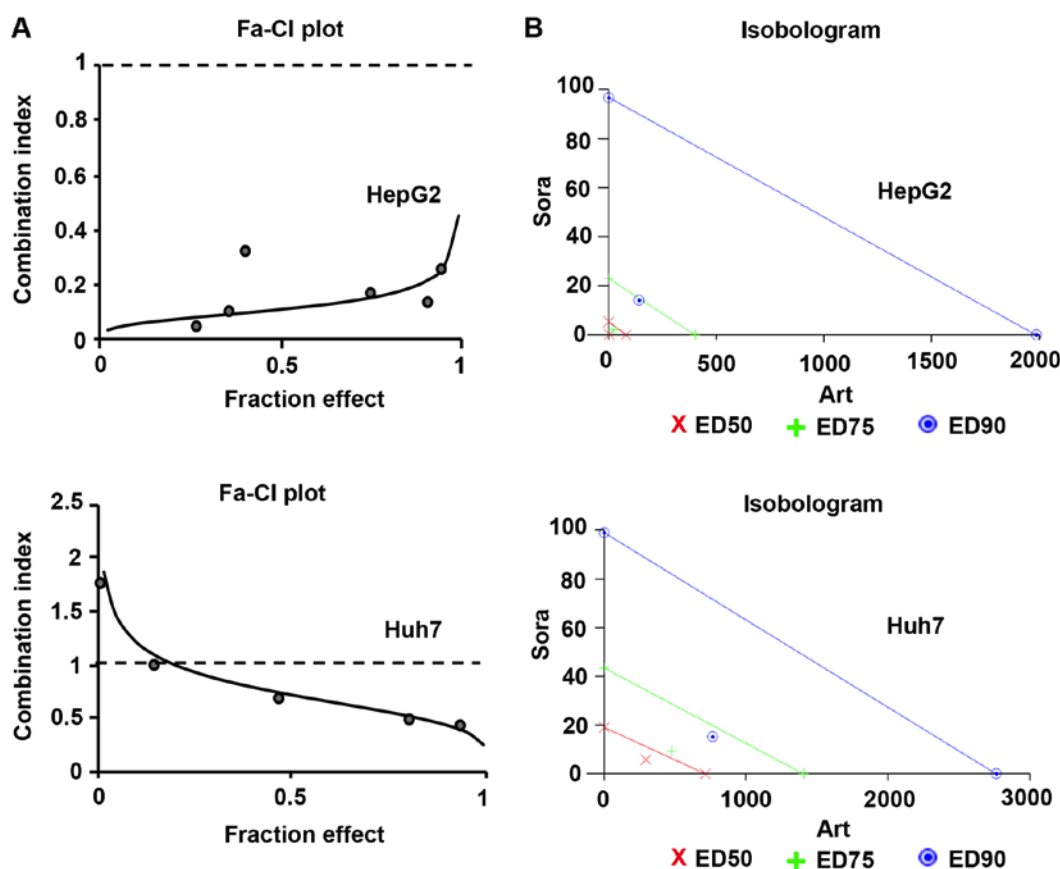 A
Fa-CI plot
Combination index
1
0.8
0.6
0.4
0.2
0
HepG2
0 0.5 1
Fraction effect
B
Isobologram
Sora
100
80
60
40
20
0
HepG2
0 500 1000 1500 2000
Art
X ED50 + ED75 ED90
Fa-CI plot
Combination index
2.5
2
1.5
1
0.5
0
Huh7
0 0.5 1
Fraction effect
Isobologram
Sora
100
80
60
40
20
0
Huh7
0 1000 2000 3000
Art
X ED50 + ED75 ED90